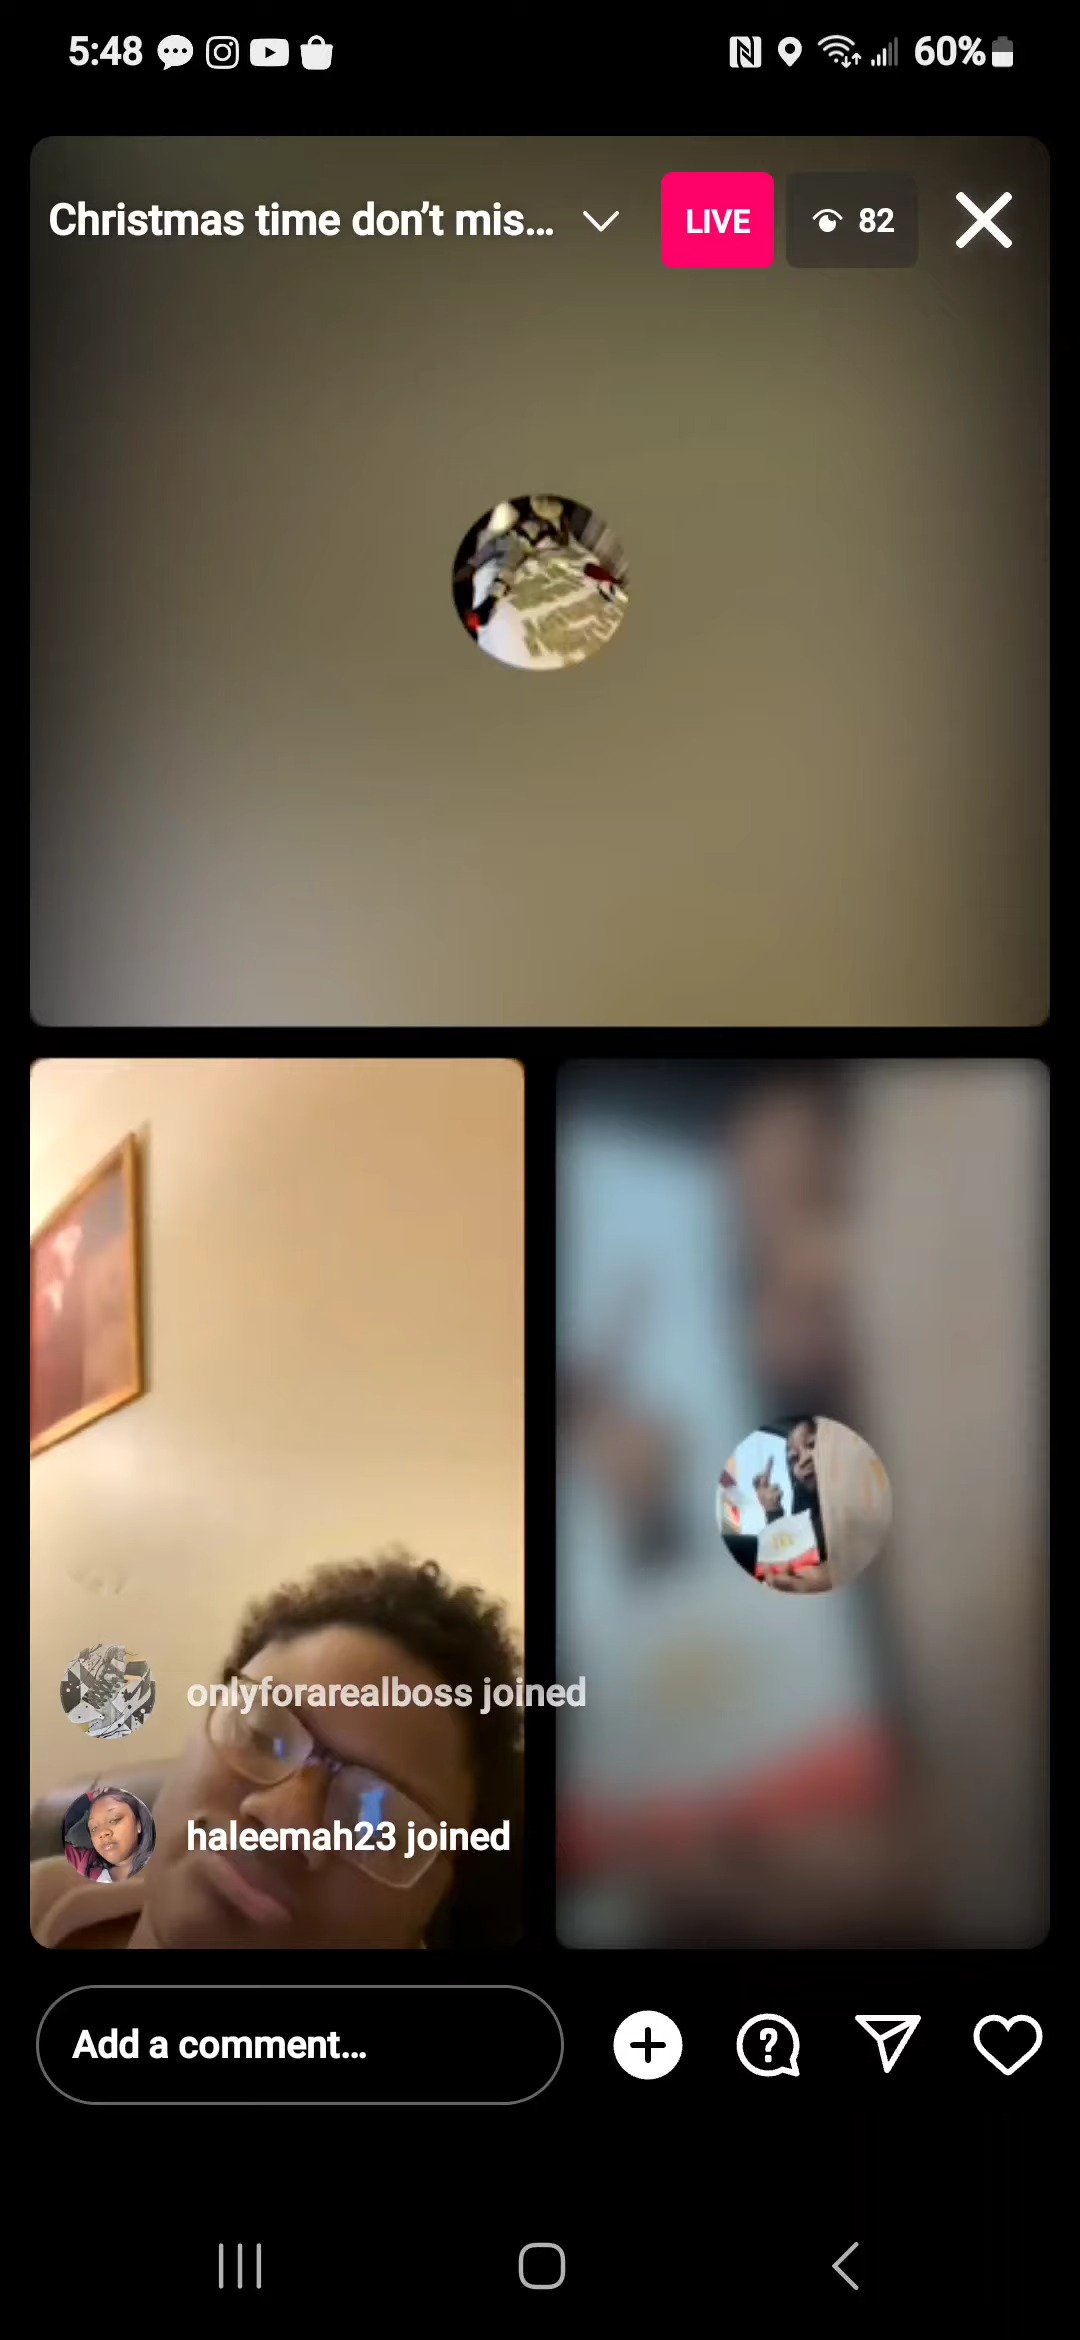 5:48
60%
Christmas time don't mis...
LIVE
82
onlyforarealboss joined
haleemah23 joined
Add a comment...